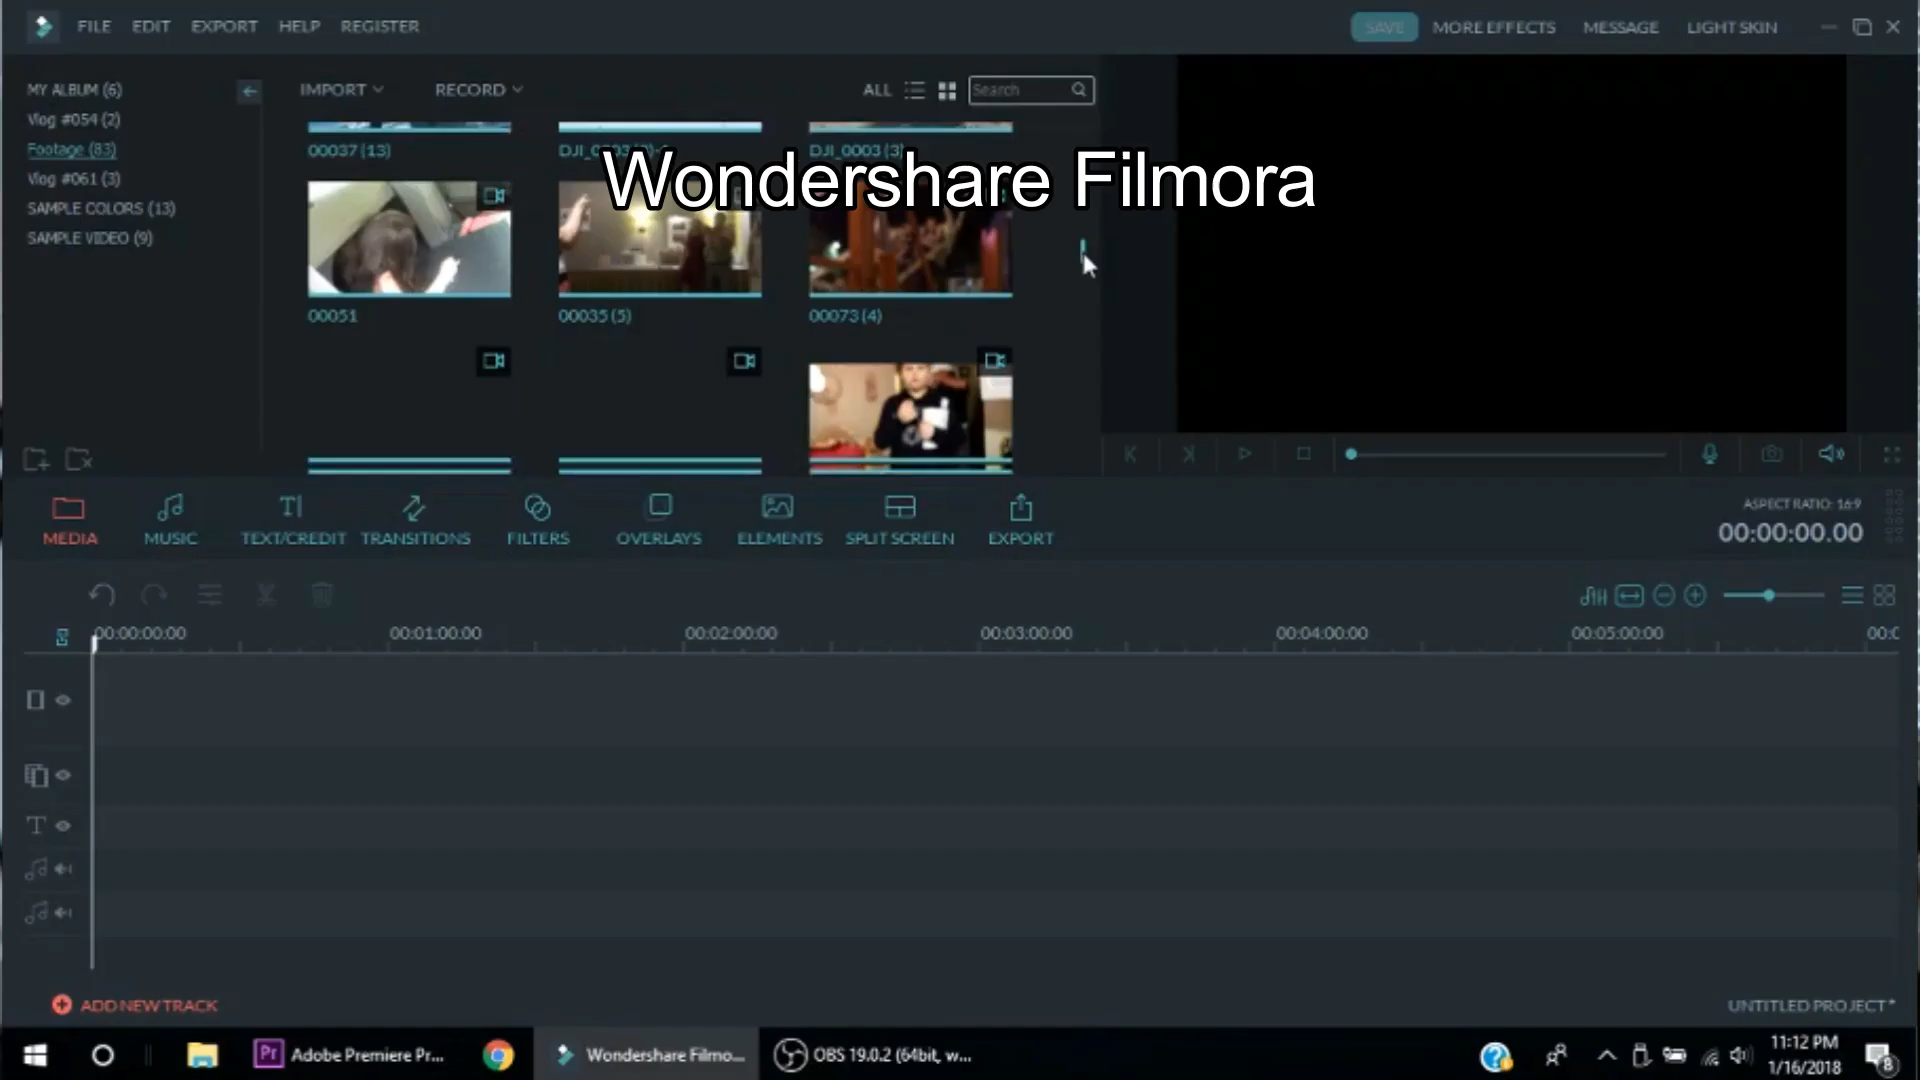 FILE EDIT EXPORT HELP REGISTER
SAVE MORE EFFECTS MESSAGE LIGHT SKIN
MY ALBUM (6)
Vlog #054 (2)
Footage (83)
Vlog #061 (3)
SAMPLE COLORS (13)
SAMPLE VIDEO (9)
IMPORT RECORD ALL Search
00037 (13) DJI_0003 (3)
Wondershare Filmora
00051 00035 (5) 00073 (4)
MEDIA MUSIC TEXT/CREDIT TRANSITIONS FILTERS OVERLAYS ELEMENTS SPLIT SCREEN EXPORT
ASPECT RATIO: 16:9
00:00:00.00
00:00:00:00 00:01:00:00 00:02:00:00 00:03:00:00 00:04:00:00 00:05:00:00 00:0
ADD NEW TRACK
UNTITLED PROJECT*
Pr Adobe Premiere Pr... Wondershare Filmo... OBS 19.0.2 (64bit, w...
11:12 PM
1/16/2018
8